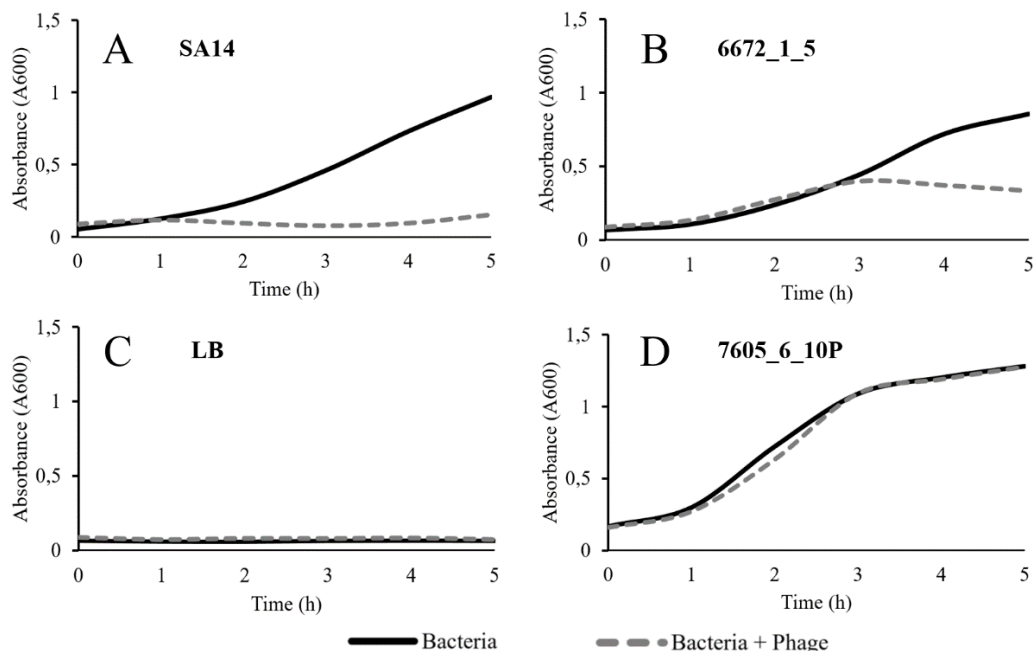 A SA14
Absorbance (A600)
1,5
1
0,5
0
0 1 2 3 4 5
Time (h)
B 6672_1_5
Absorbance (A600)
1,5
1
0,5
0
0 1 2 3 4 5
Time (h)
C LB
Absorbance (A600)
1,5
1
0,5
0
0 1 2 3 4 5
Time (h)
D 7605_6_10P
Absorbance (A600)
1,5
1
0,5
0
0 1 2 3 4 5
Time (h)
Bacteria
Bacteria + Phage